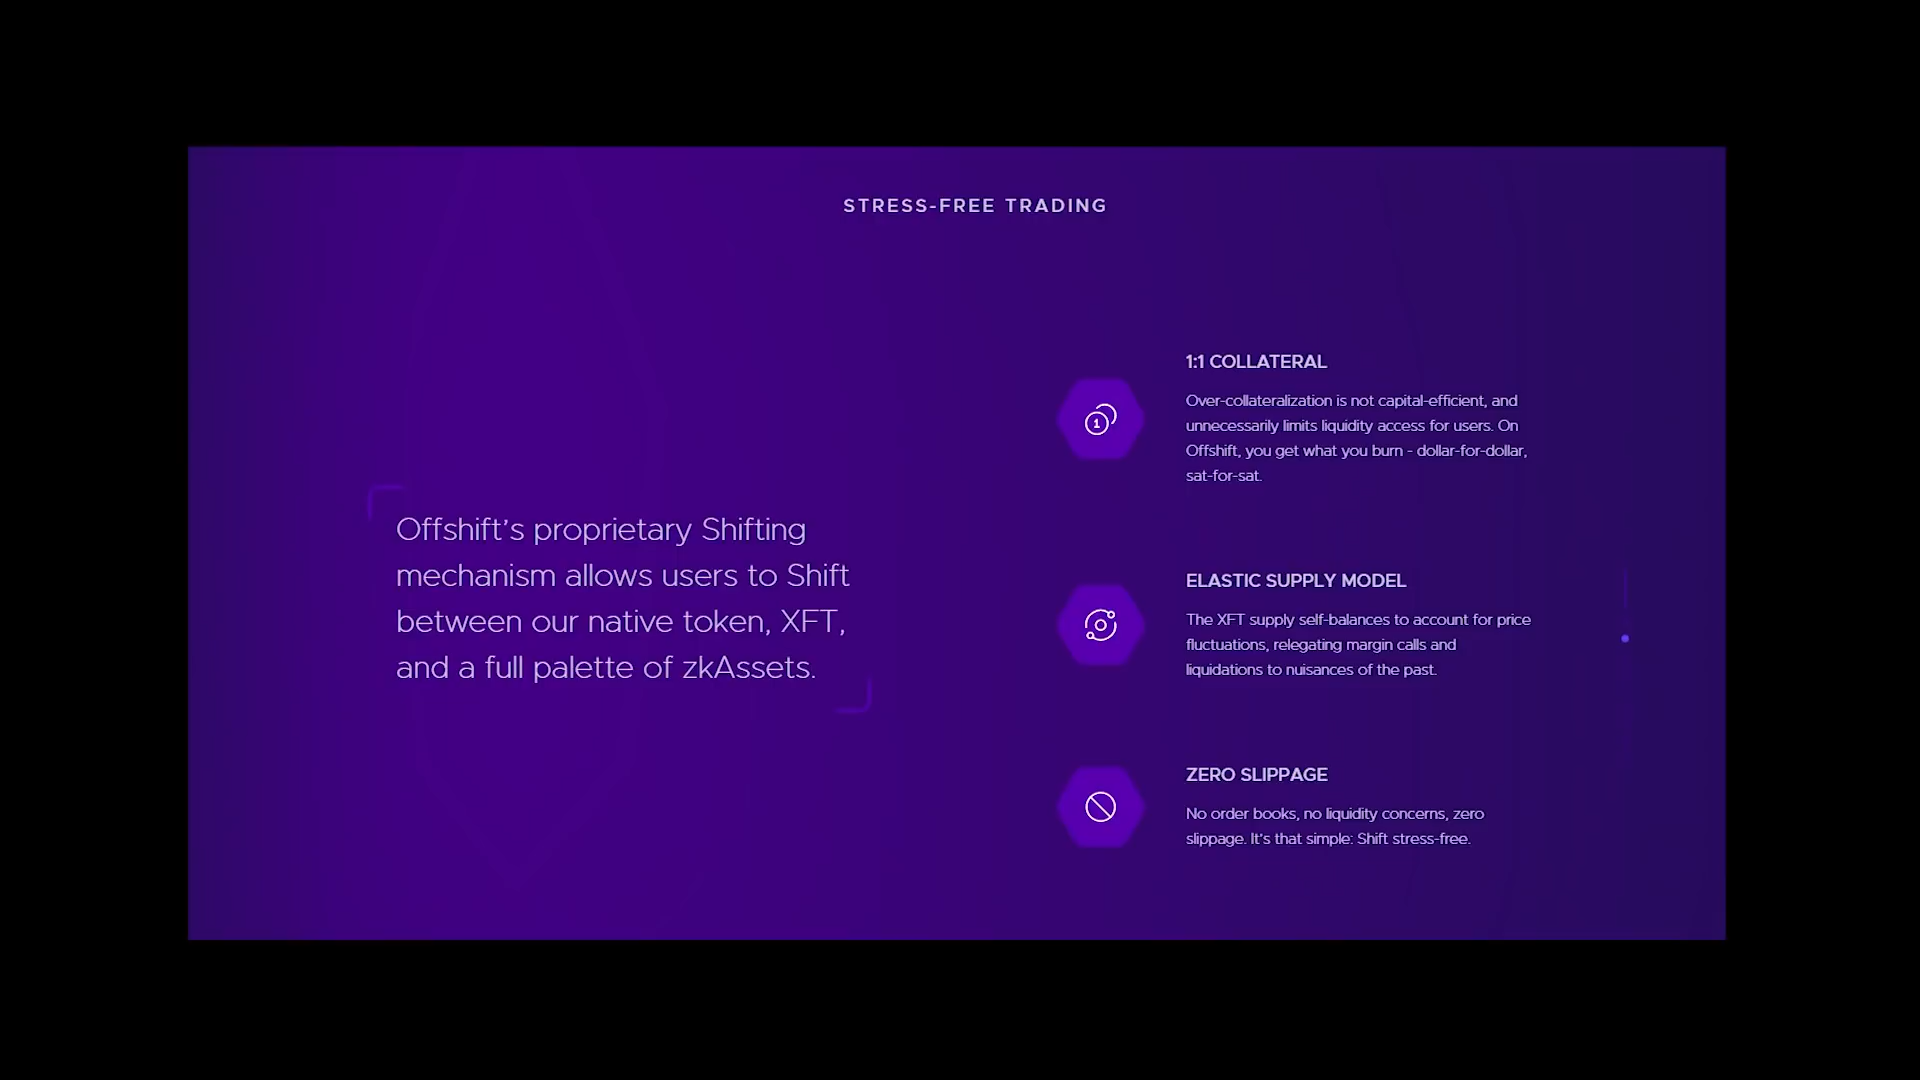 STRESS-FREE TRADING
Offshift’s proprietary Shifting
mechanism allows users to Shift
between our native token, XFT,
and a full palette of zkAssets.
1:1 COLLATERAL
Over-collateralization is not capital-efficient, and
unnecessarily limits liquidity access for users. On
Offshift, you get what you burn - dollar-for-dollar,
sat-for-sat.
ELASTIC SUPPLY MODEL
The XFT supply self-balances to account for price
fluctuations, relegating margin calls and
liquidations to nuisances of the past.
ZERO SLIPPAGE
No order books, no liquidity concerns, zero
slippage. It’s that simple: Shift stress-free.